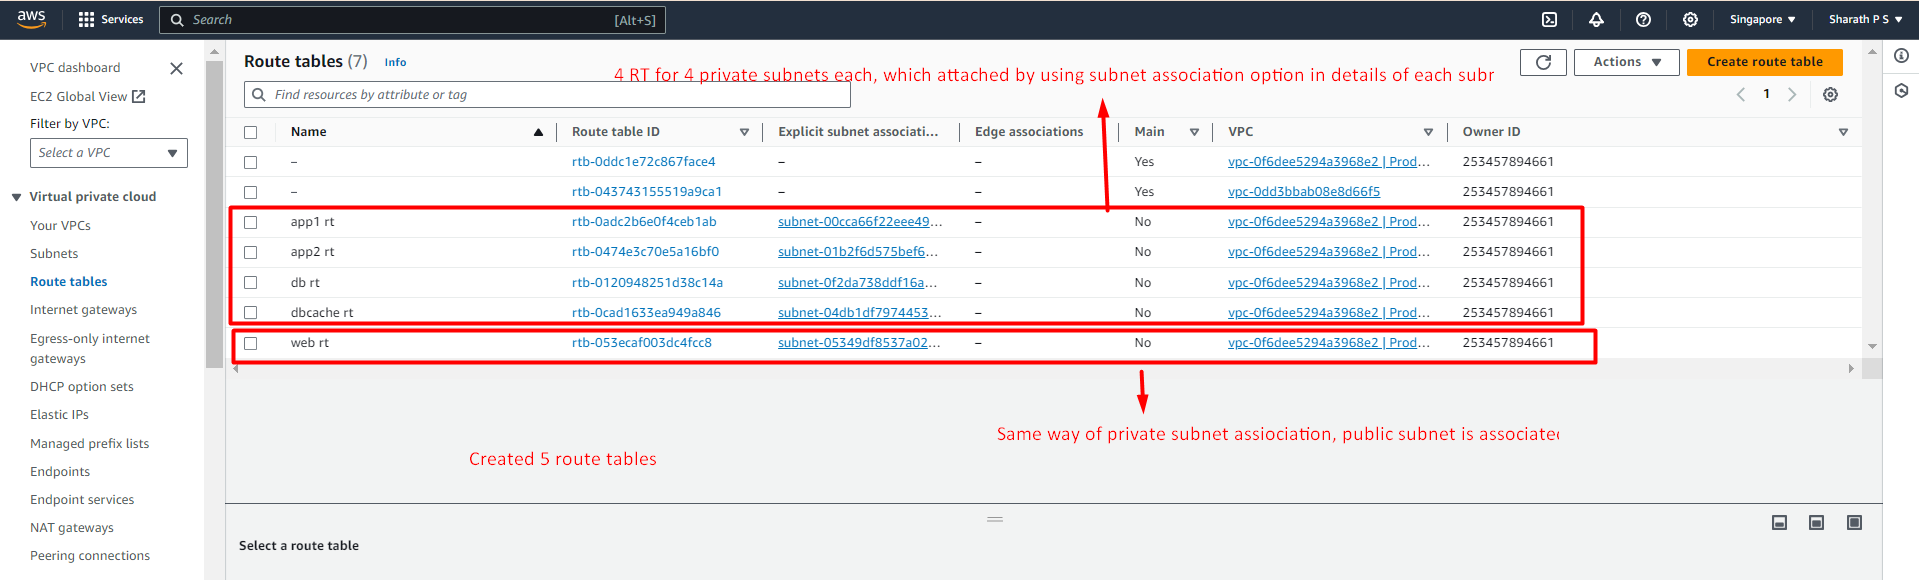 aws Services Search [Alt+S] Singapore Sharath P S
VPC dashboard
EC2 Global View
Filter by VPC:
Select a VPC
Virtual private cloud
Your VPCs
Subnets
Route tables
Internet gateways
Egress-only internet
gateways
DHCP option sets
Elastic IPs
Managed prefix lists
Endpoints
Endpoint services
NAT gateways
Peering connections
Route tables (7) Info
4 RT for 4 private subnets each, which attached by using subnet association option in details of each subr
Actions Create route table
Find resources by attribute or tag
1
Name Route table ID Explicit subnet associati... Edge associations Main VPC Owner ID
– rtb-0ddc1e72c867face4 – – Yes vpc-0f6dee5294a3968e2 | Prod... 253457894661
– rtb-043743155519a9ca1 – – Yes vpc-0dd3bbab08e8d66f5 253457894661
app1 rt rtb-0adc2b6e0f4ceb1ab subnet-00cca66f22eee49... – No vpc-0f6dee5294a3968e2 | Prod... 253457894661
app2 rt rtb-0474e3c70e5a16bf0 subnet-01b2f6d575bef6... – No vpc-0f6dee5294a3968e2 | Prod... 253457894661
db rt rtb-0120948251d38c14a subnet-0f2da738ddf16a... – No vpc-0f6dee5294a3968e2 | Prod... 253457894661
dbcache rt rtb-0cad1633ea949a846 subnet-04db1df7974453... – No vpc-0f6dee5294a3968e2 | Prod... 253457894661
web rt rtb-053ecaf003dc4fcc8 subnet-05349df8537a02... – No vpc-0f6dee5294a3968e2 | Prod... 253457894661
Same way of private subnet assiociation, public subnet is associated
Created 5 route tables
Select a route table